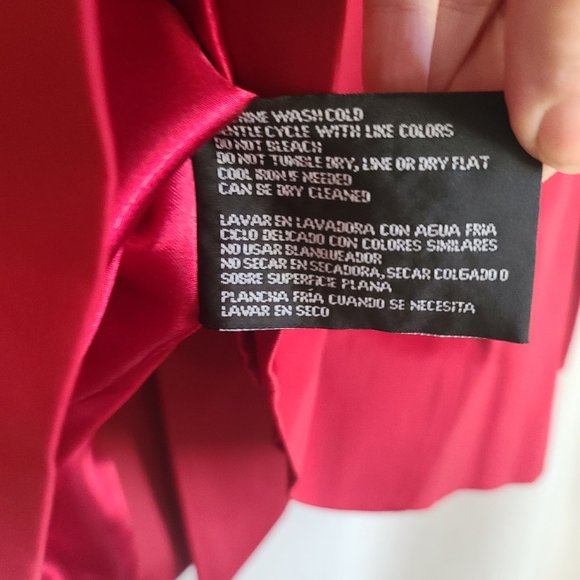 WASH COLD
CYCLE WITH LIKE COLORS
DO NOT BLEACH
DO NOT TUMBLE DRY, LINE OR DRY FLAT
COOL IRON IF NEEDED
CAN BE DRY CLEANED
LAVAR EN LAVADORA CON AGUA FRIA
CICLO DELICADO CON COLORES SIMILARES
NO USAR BLANQUEADOR
NO SECAR EN SECADORA, SECAR COLGADO O
SOBRE SUPERFICIE PLANA
PLANCHA FRÍA CUANDO SE NECESITA
LAVAR EN SECO